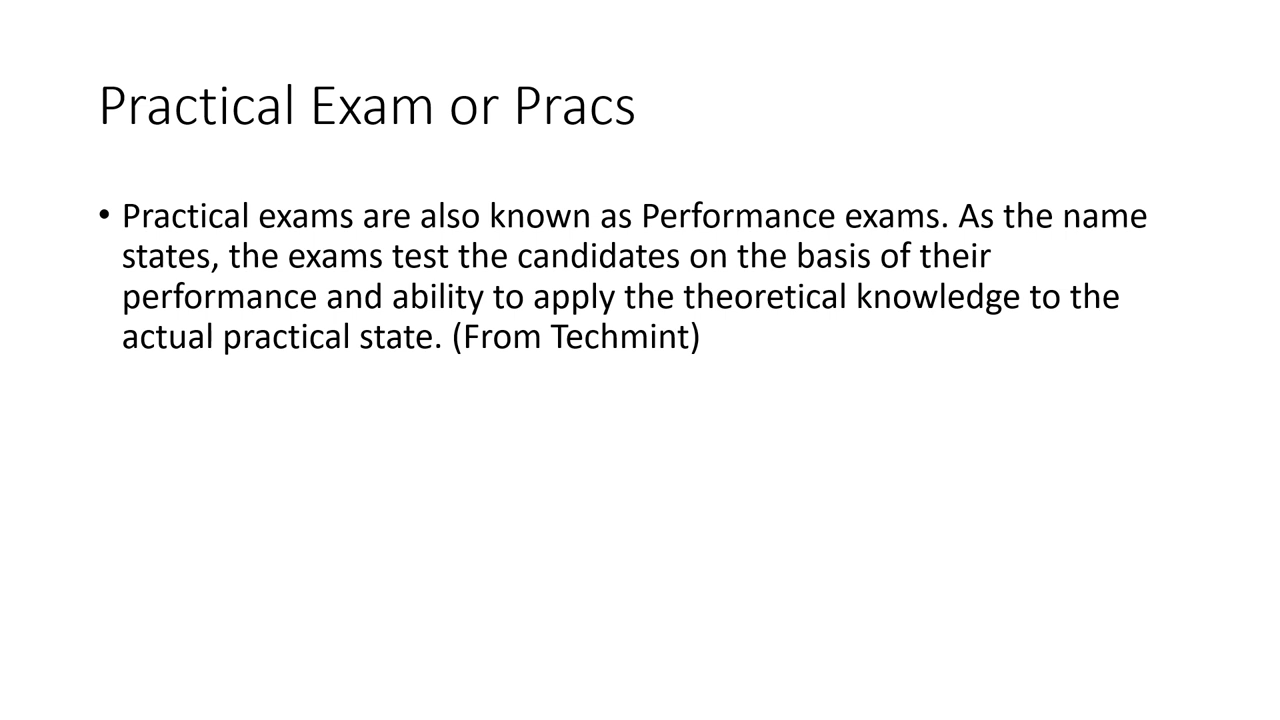 Practical Exam or Pracs
• Practical exams are also known as Performance exams. As the name
states, the exams test the candidates on the basis of their
performance and ability to apply the theoretical knowledge to the
actual practical state. (From Techmint)